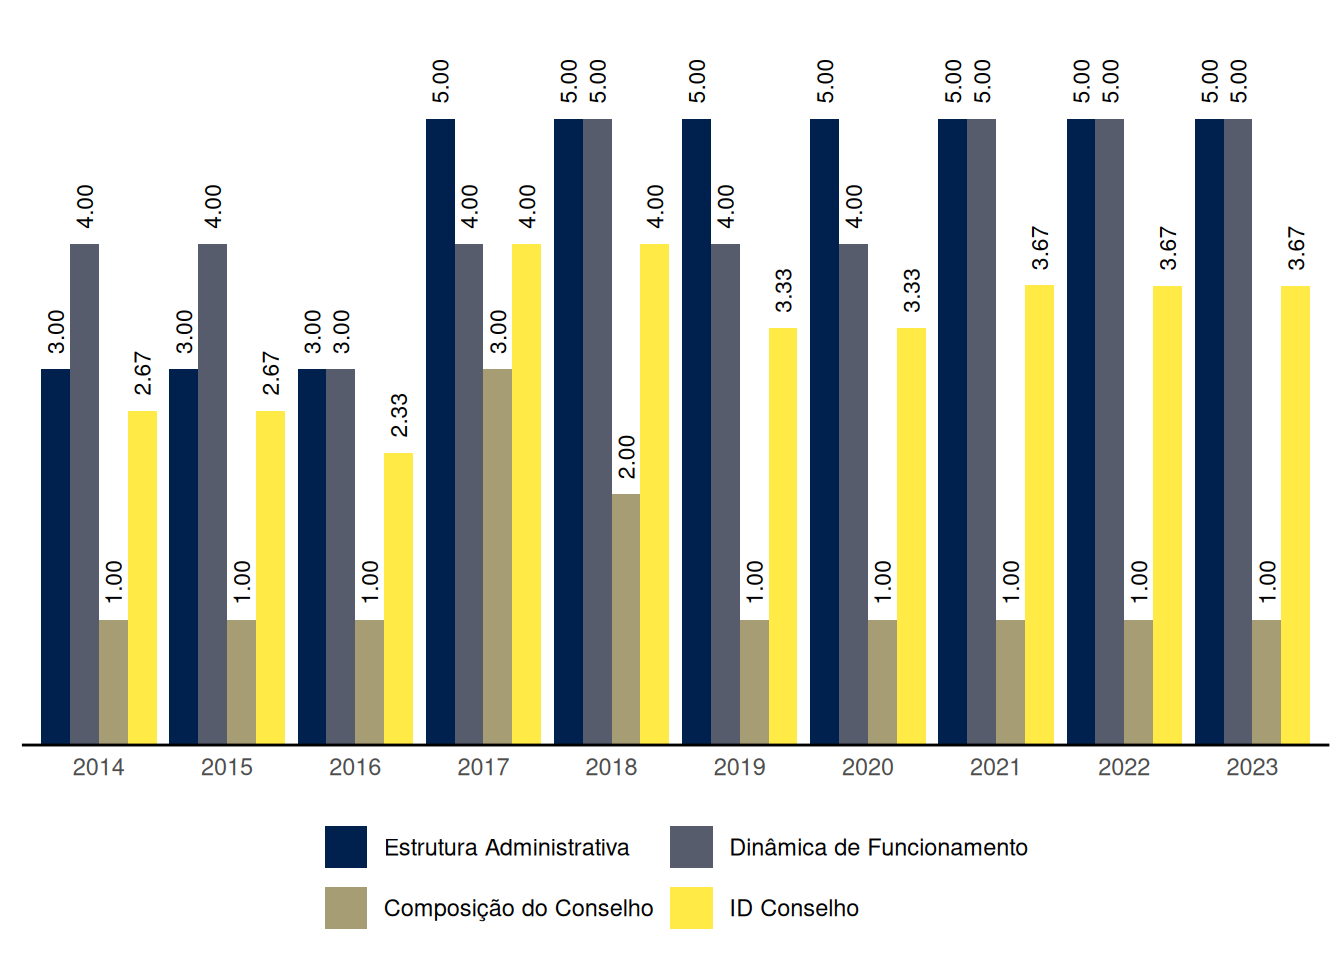 3.00 4.00 1.00 2.67 3.00 4.00 1.00 2.67 3.00 3.00 1.00 2.33 5.00 4.00 3.00 4.00 5.00 5.00 2.00 4.00 5.00 4.00 1.00 3.33 5.00 4.00 1.00 3.33 5.00 5.00 1.00 3.67 5.00 5.00 1.00 3.67 5.00 5.00 1.00 3.67
2014 2015 2016 2017 2018 2019 2020 2021 2022 2023
Estrutura Administrativa Dinâmica de Funcionamento
Composição do Conselho ID Conselho